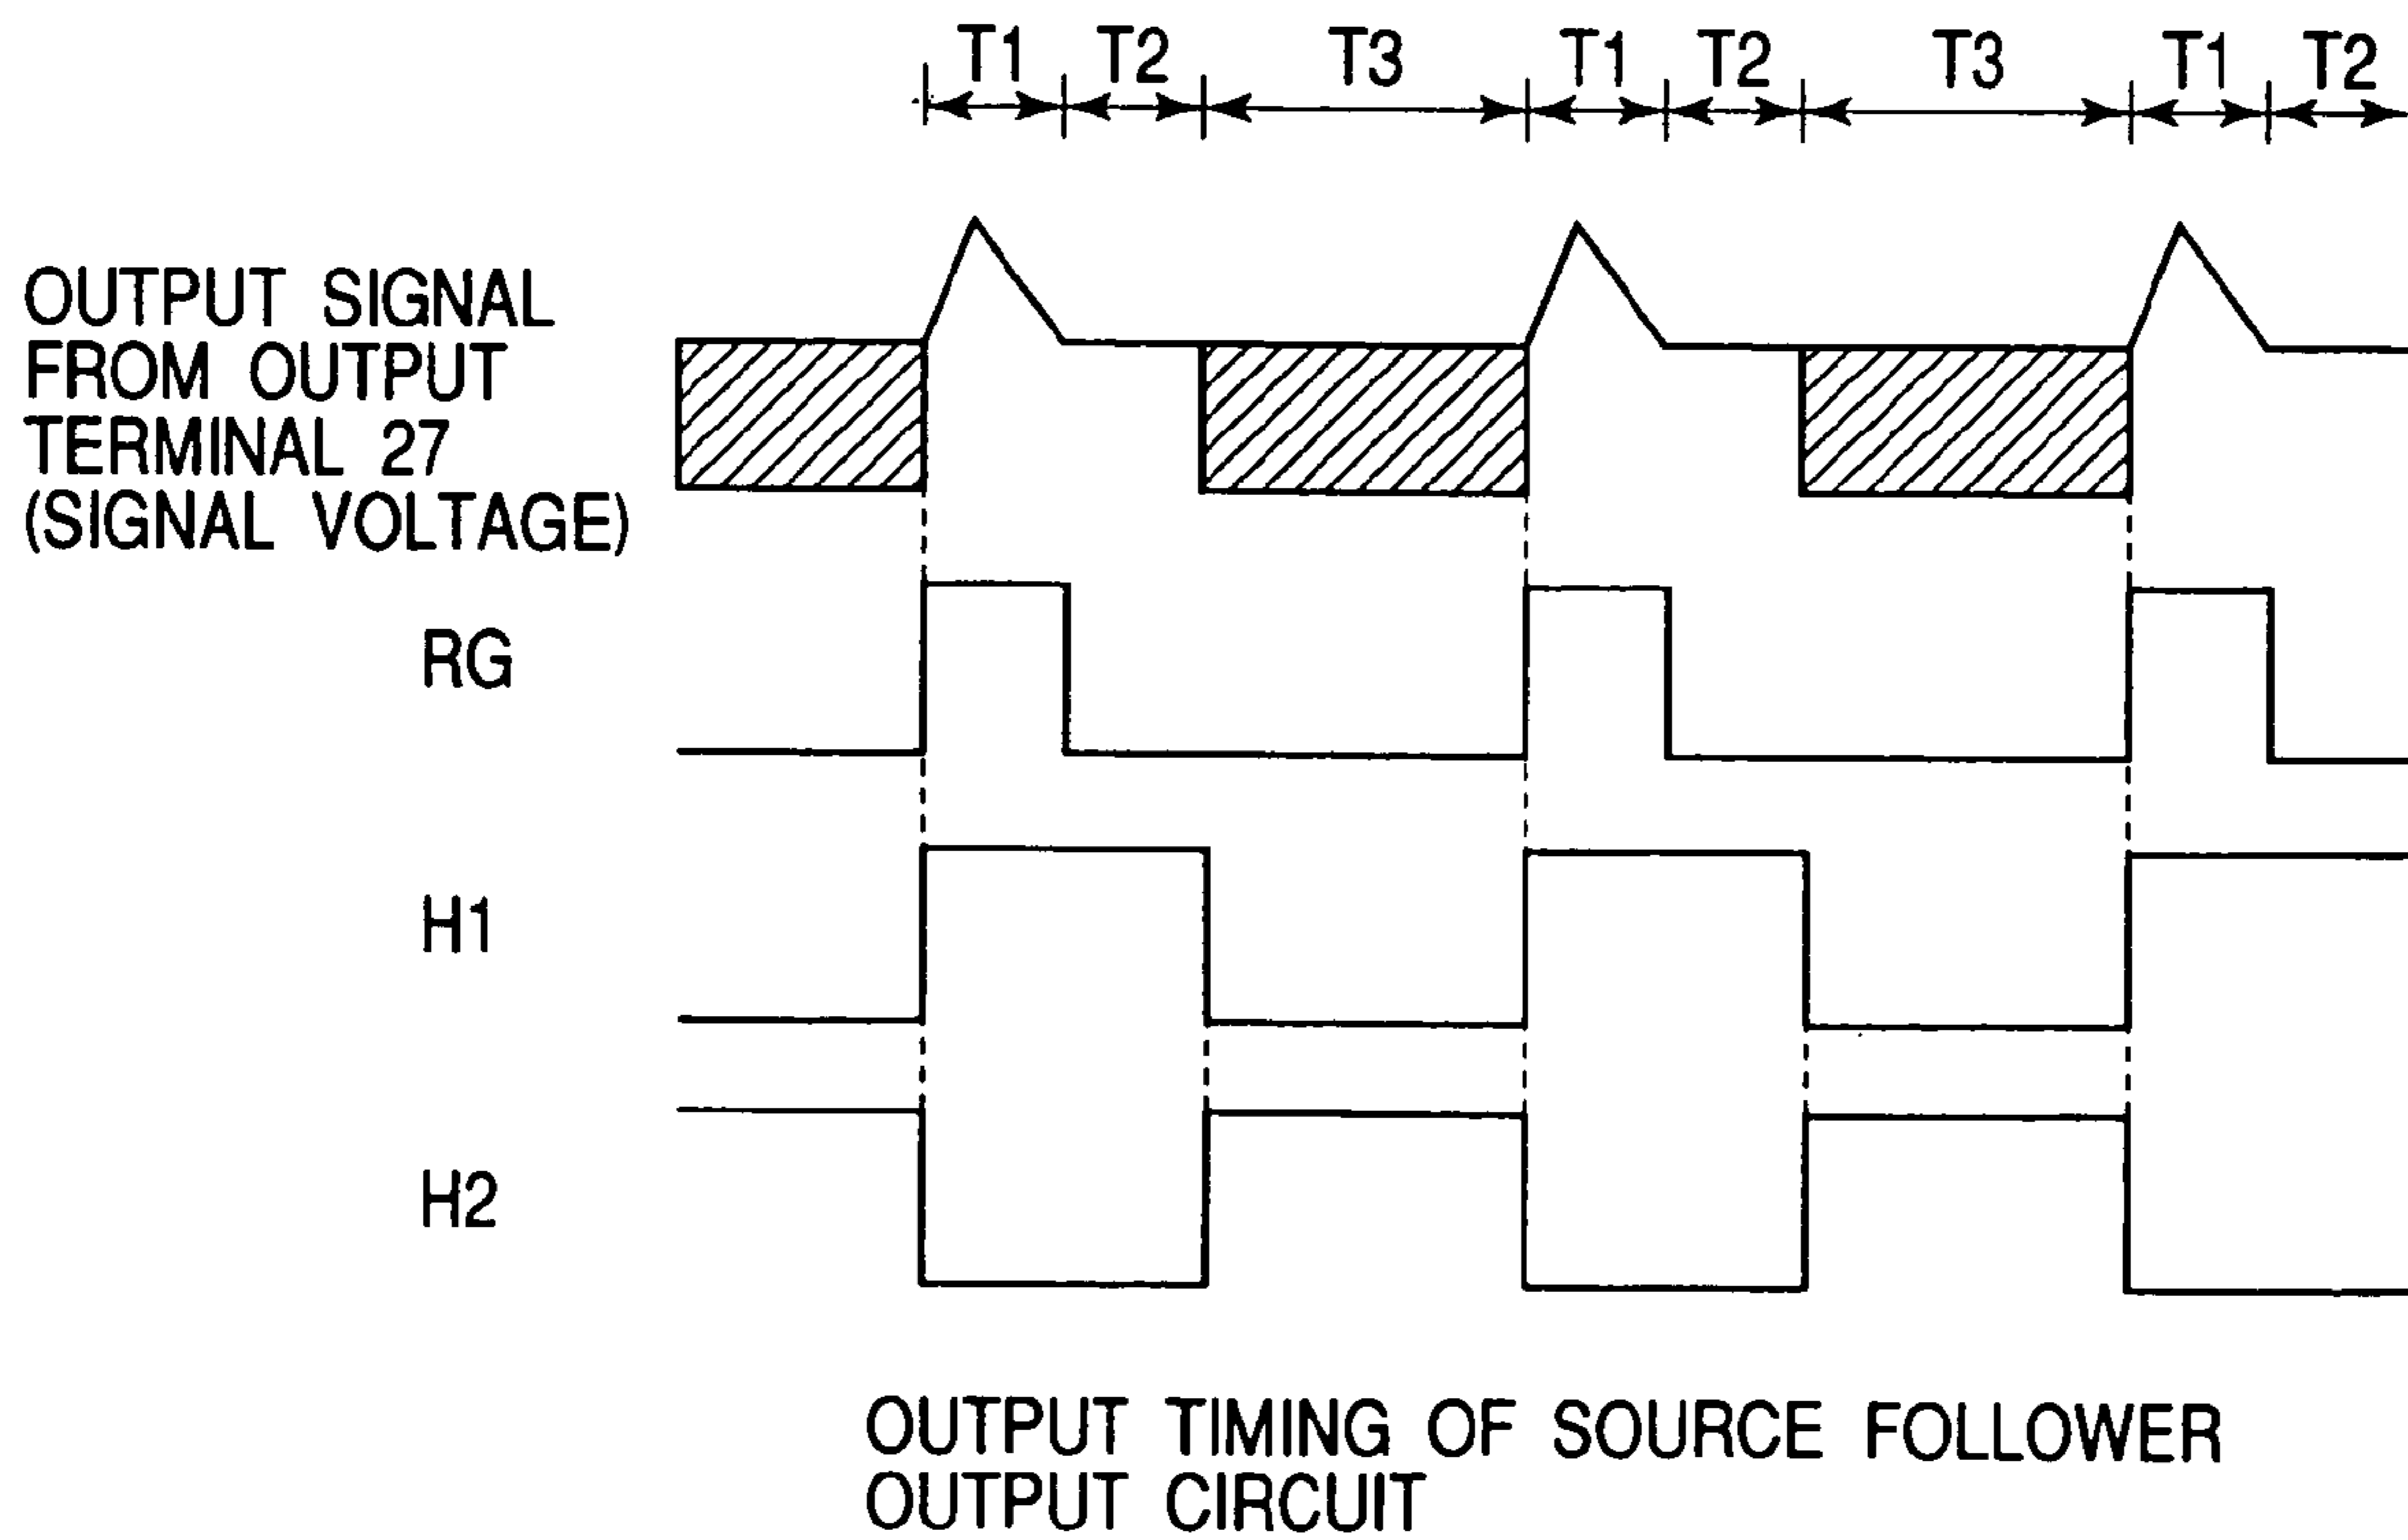 T1 T2 T3 T1 T2 T3 T1 T2
OUTPUT SIGNAL
FROM OUTPUT
TERMINAL 27
(SIGNAL VOLTAGE)
RG
H1
H2
OUTPUT TIMING OF SOURCE FOLLOWER
OUTPUT CIRCUIT